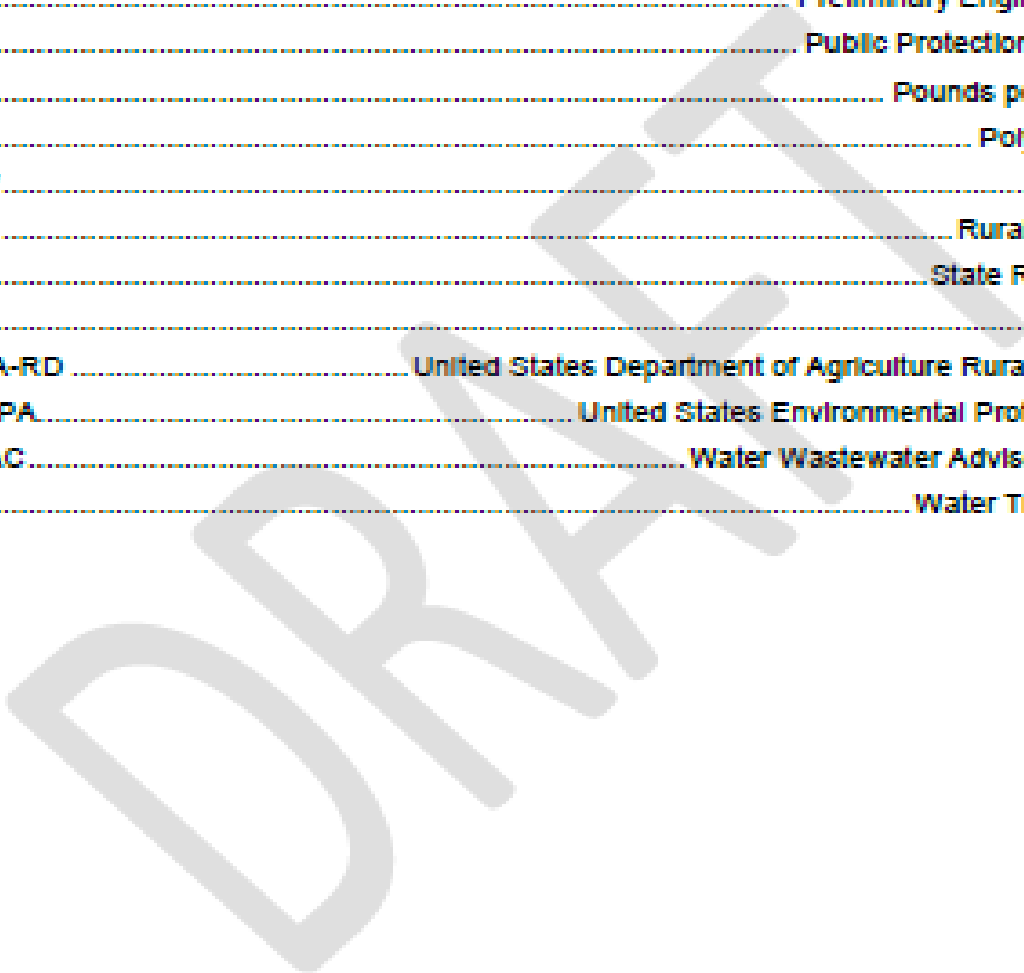 Preliminary Engi
.......... Public Protection
.......... Pounds p
.......... Pol
..........
.......... Rura
.......... State R
..........
A-RD .......... United States Department of Agriculture Rura
PA.......... United States Environmental Prot
AC.......... Water Wastewater Advis
.......... Water T
DRAFT